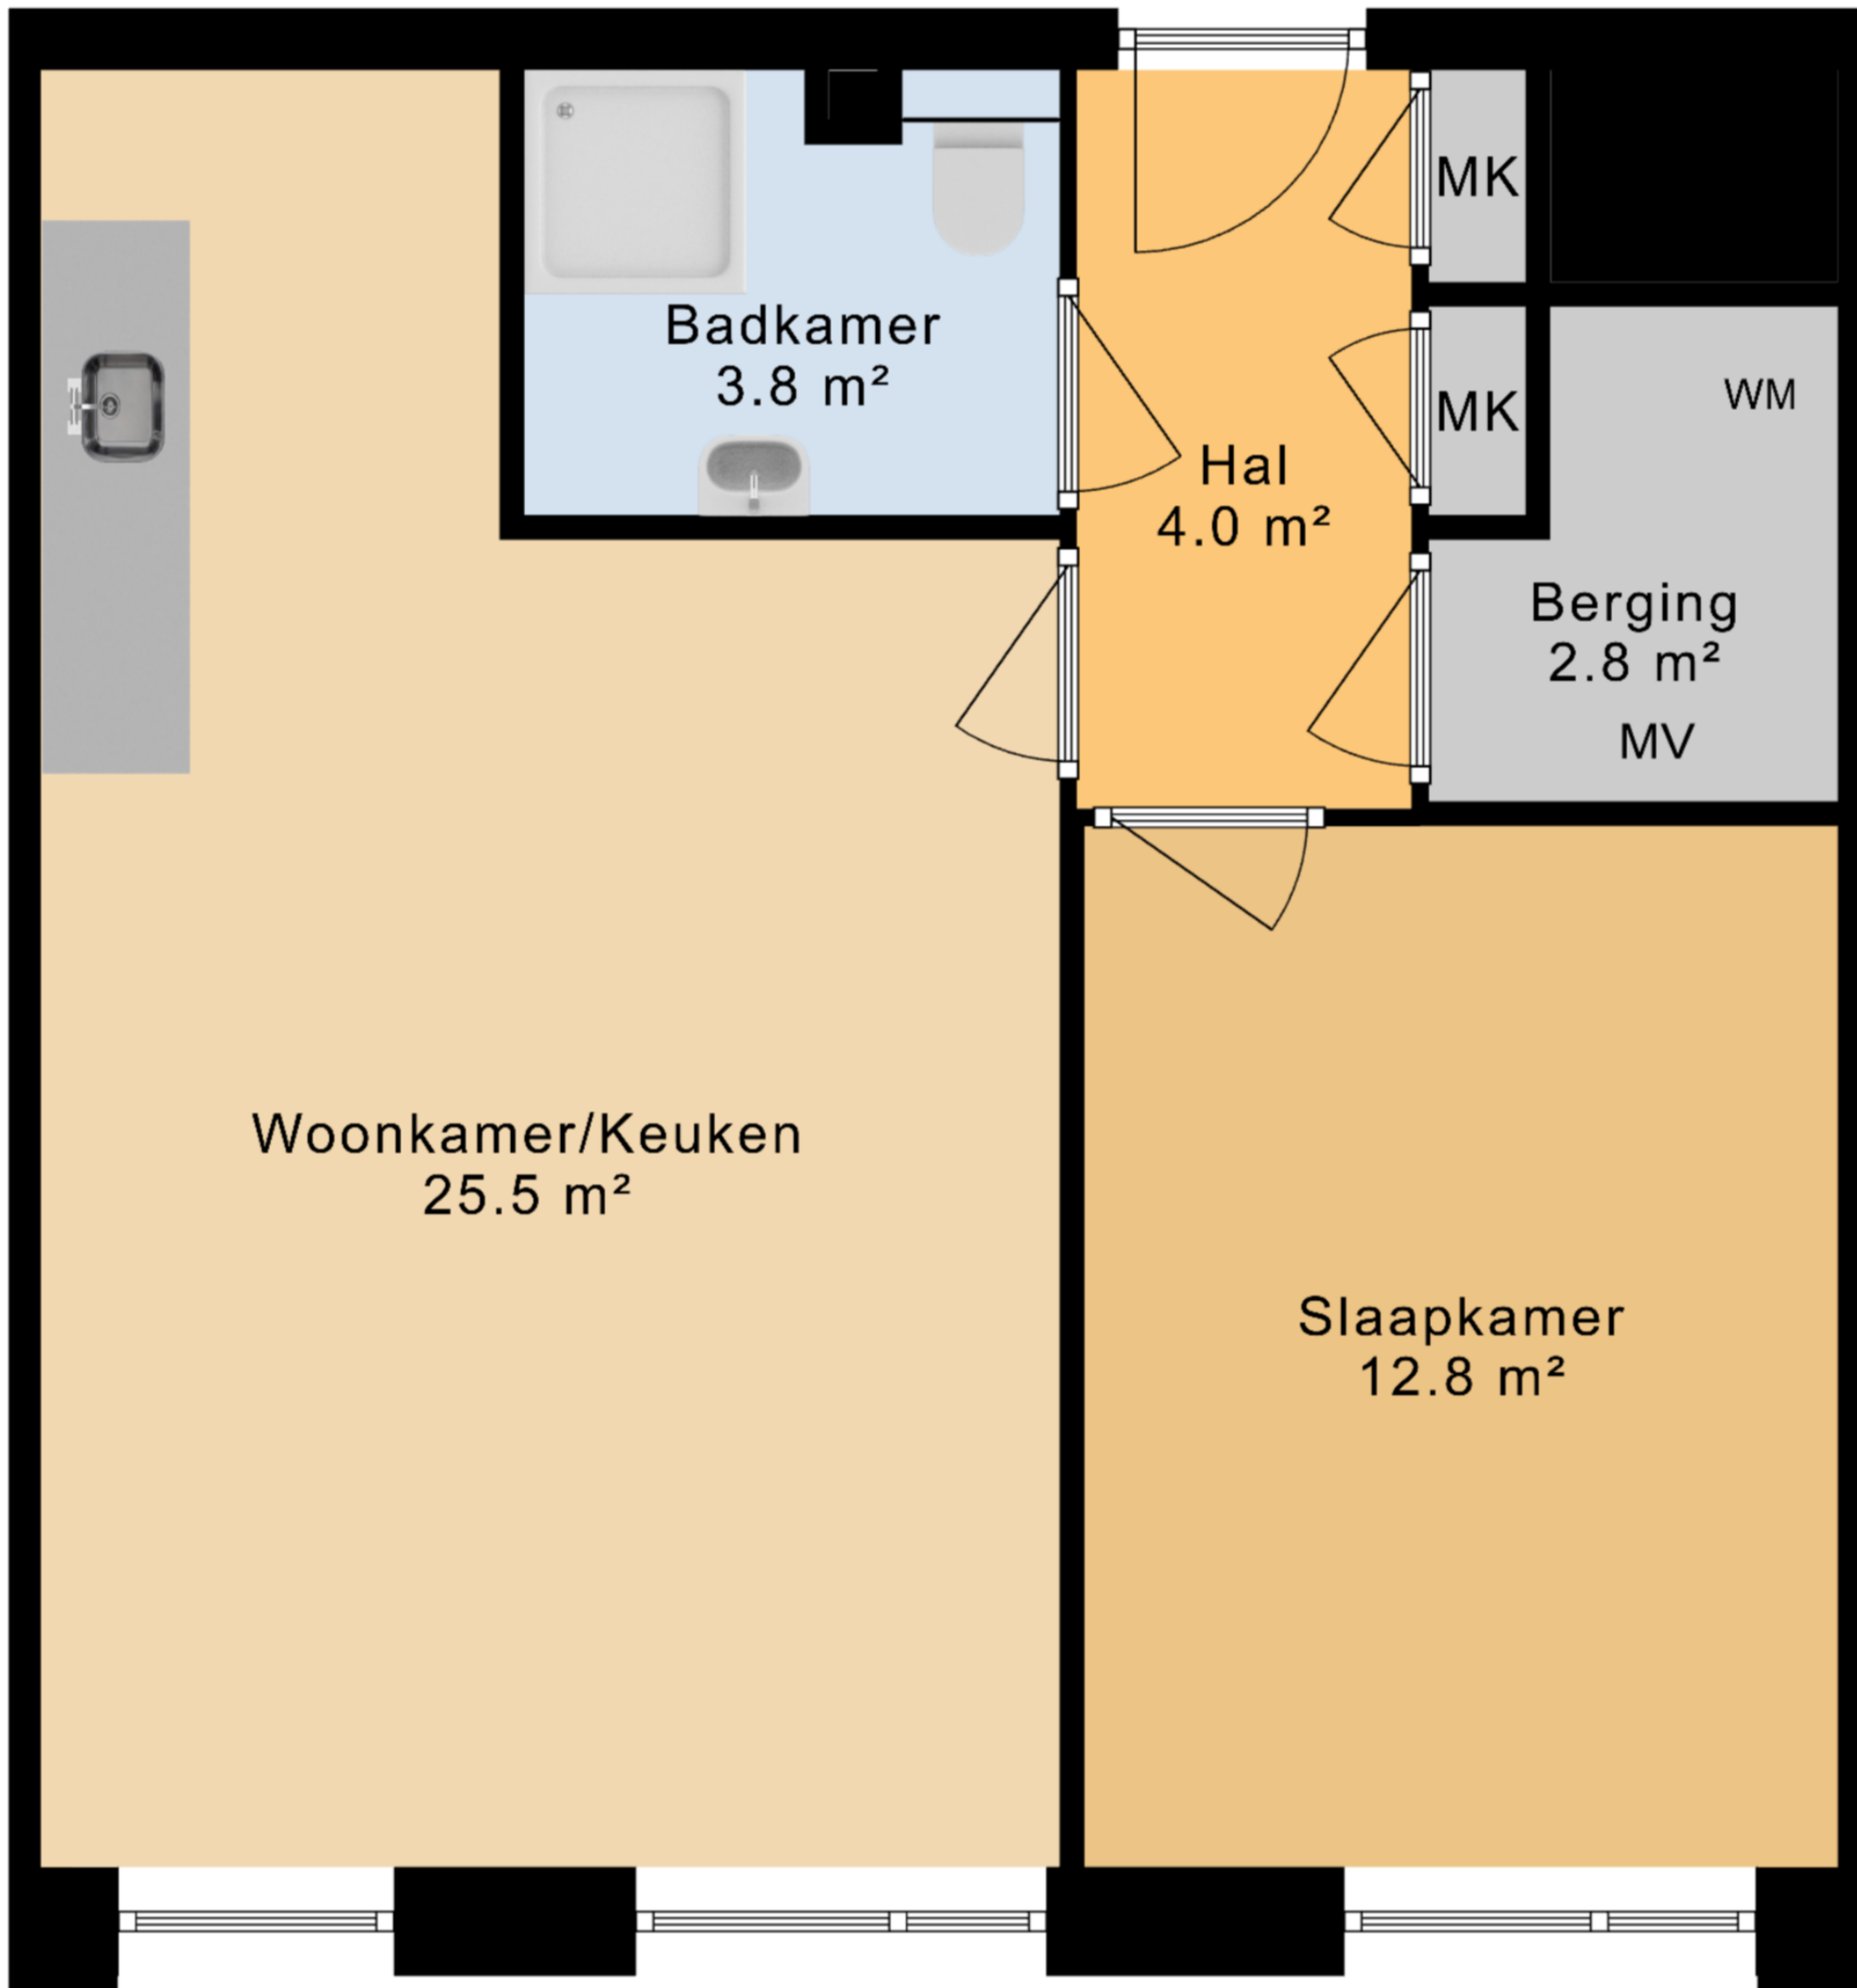 MK
Badkamer
3.8 m²
MK
WM
Hal
4.0 m²
Berging
2.8 m²
MV
Woonkamer/Keuken
25.5 m²
Slaapkamer
12.8 m²